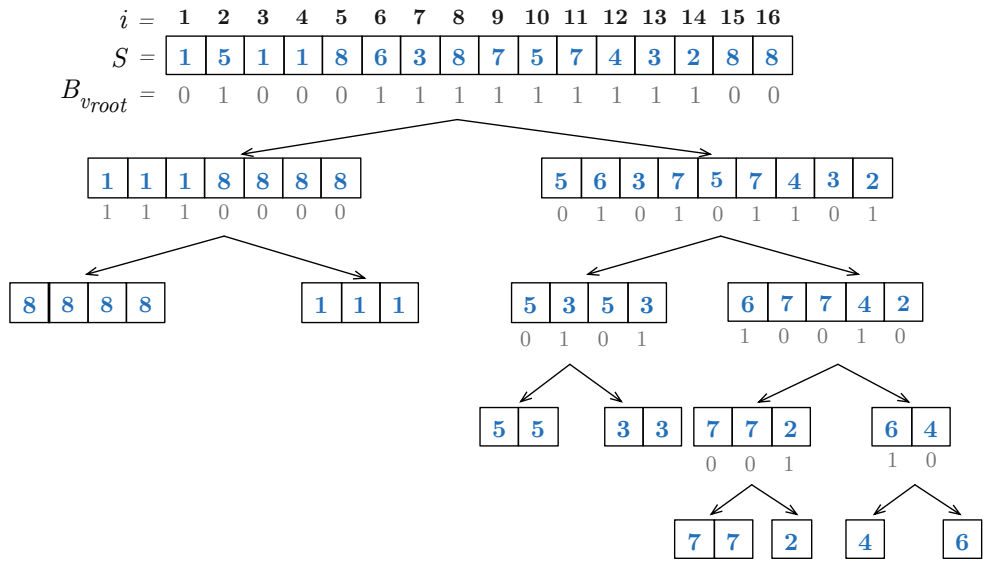 i = 1 2 3 4 5 6 7 8 9 10 11 12 13 14 15 16
S = 1 5 1 1 8 6 3 8 7 5 7 4 3 2 8 8
B_{v_{root}} = 0 1 0 0 0 1 1 1 1 1 1 1 1 1 0 0
1 1 1 8 8 8 8 5 6 3 7 5 7 4 3 2
1 1 1 0 0 0 0 0 1 0 1 0 1 1 0 1
8 8 8 8 1 1 1 5 3 5 3 6 7 7 4 2
0 1 0 1 1 0 0 1 0
5 5 3 3 7 7 2 6 4
0 0 1 1 0
7 7 2 4 6